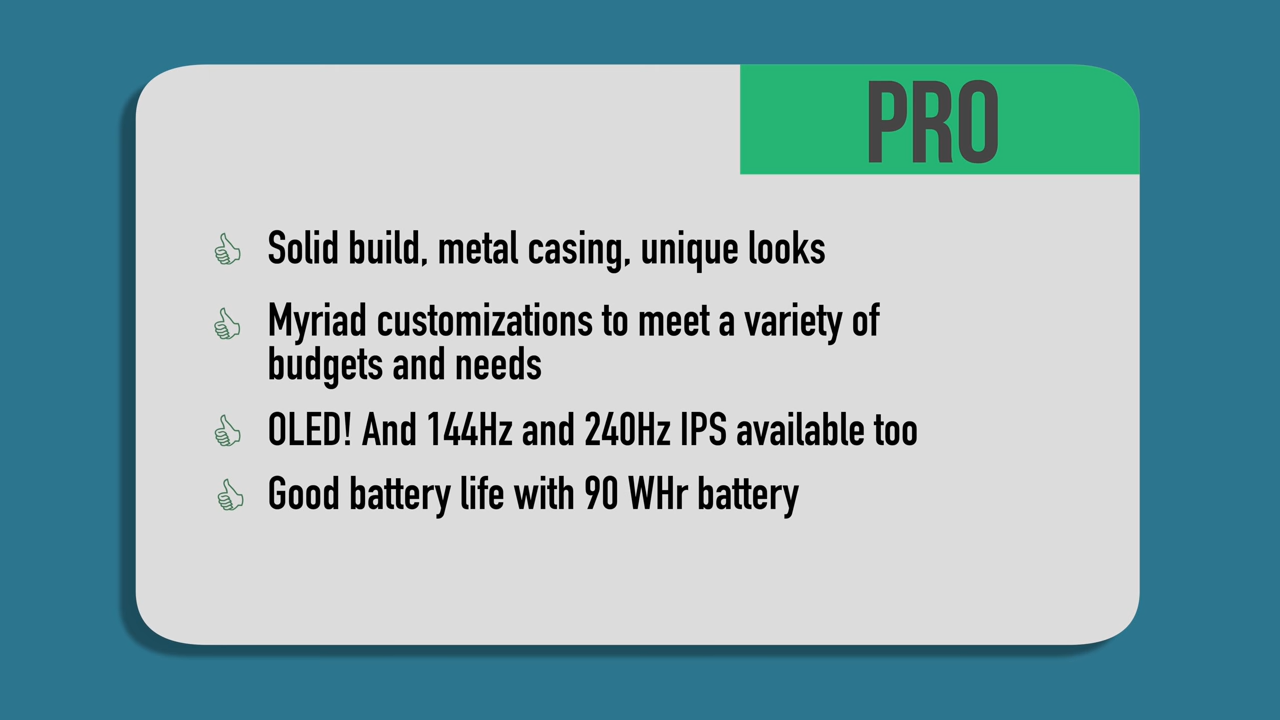 PRO
Solid build, metal casing, unique looks
Myriad customizations to meet a variety of
budgets and needs
OLED! And 144Hz and 240Hz IPS available too
Good battery life with 90 WHr battery